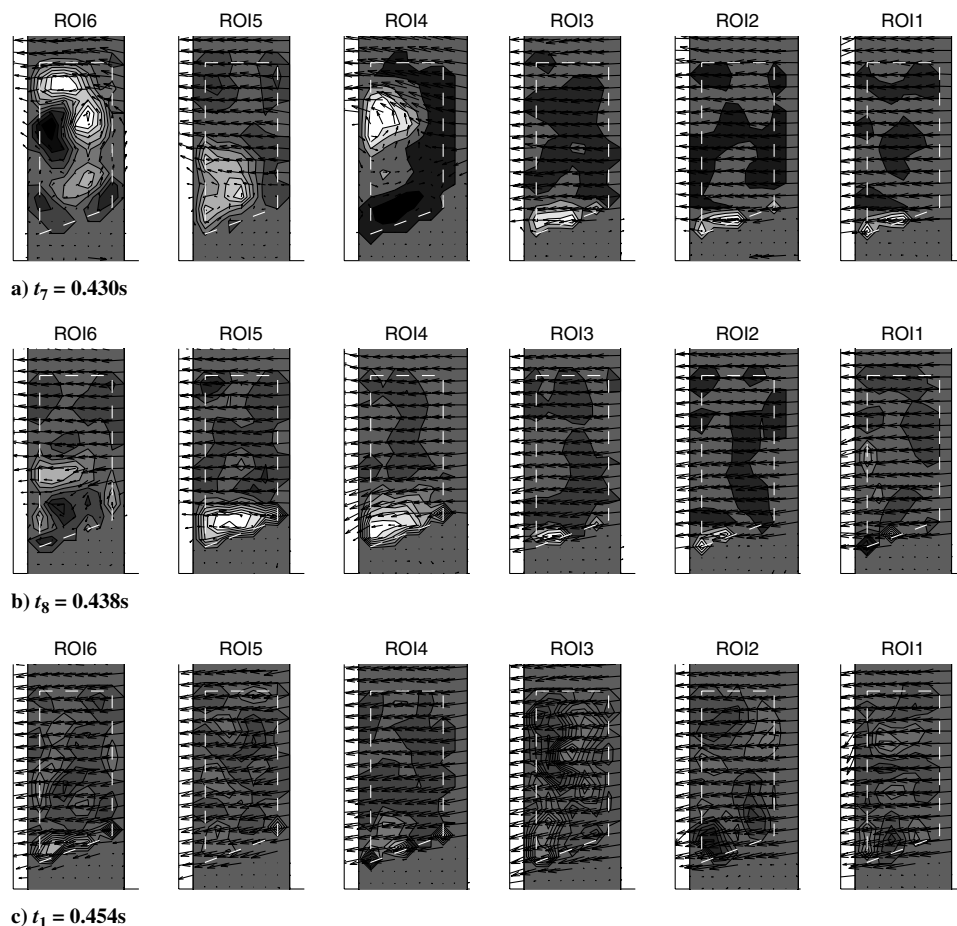 ROI6 ROI5 ROI4 ROI3 ROI2 ROI1
a) t7 = 0.430s
ROI6 ROI5 ROI4 ROI3 ROI2 ROI1
b) t8 = 0.438s
ROI6 ROI5 ROI4 ROI3 ROI2 ROI1
c) t1 = 0.454s